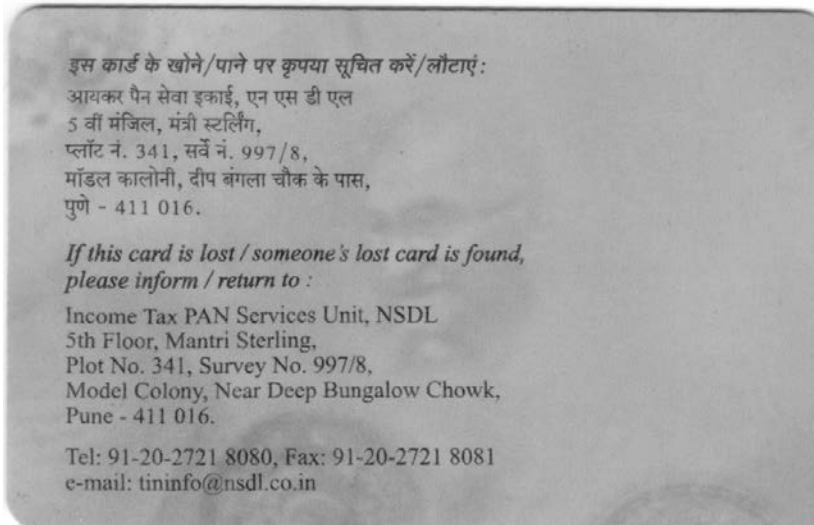 इस कार्ड के खोने/पाने पर कृपया सूचित करें/लौटाएं :
आयकर पैन सेवा इकाई, एन एस डी एल
5 वीं मंजिल, मंत्री स्टर्लिंग,
प्लॉट नं. 341, सर्वे नं. 997/8,
मॉडल कालोनी, दीप बंगला चौक के पास,
पुणे - 411 016.
If this card is lost / someone's lost card is found,
please inform / return to :
Income Tax PAN Services Unit, NSDL
5th Floor, Mantri Sterling,
Plot No. 341, Survey No. 997/8,
Model Colony, Near Deep Bungalow Chowk,
Pune - 411 016.
Tel: 91-20-2721 8080, Fax: 91-20-2721 8081
e-mail: tininfo@nsdl.co.in